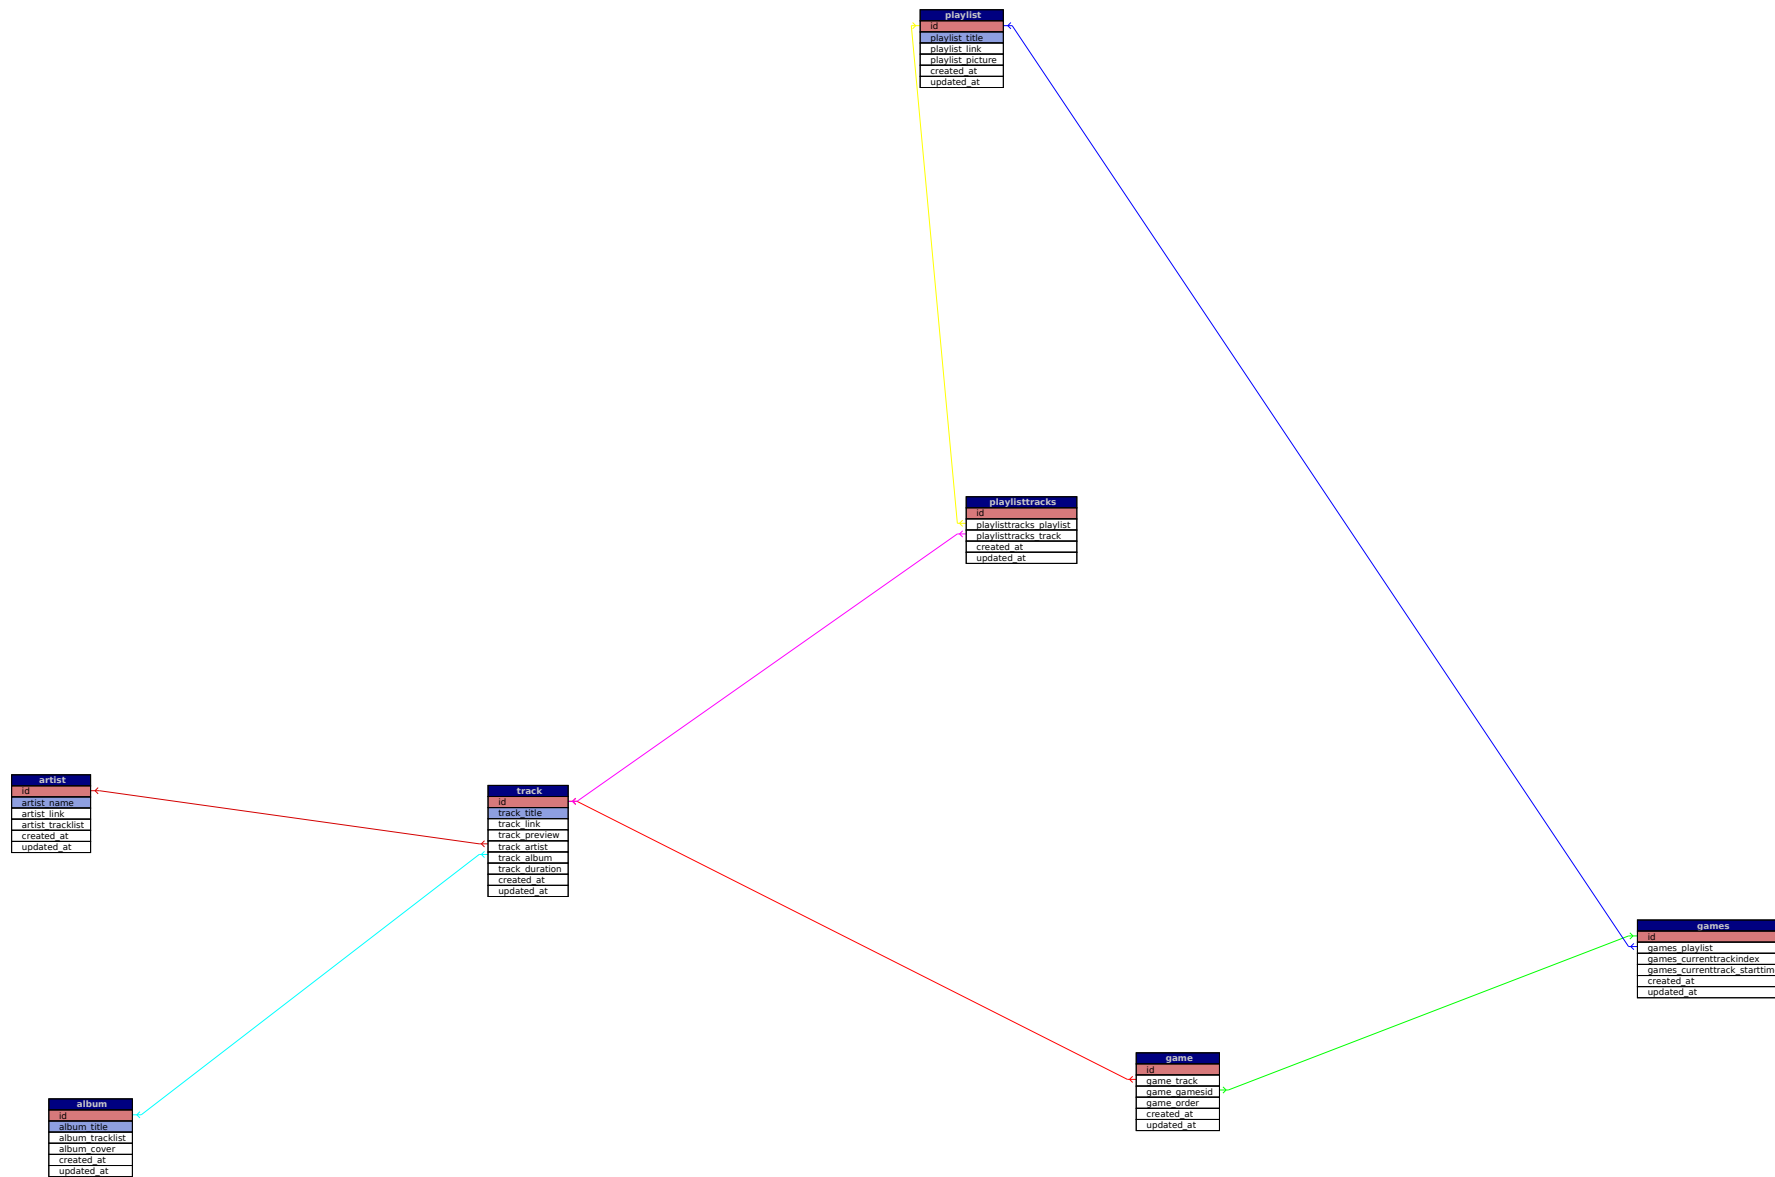 playlist
id
playlist_title
playlist_link
playlist_picture
created_at
updated_at
playlisttracks
id
playlisttracks_playlist
playlisttracks_track
created_at
updated_at
artist
id
artist_name
artist_link
artist_tracklist
created_at
updated_at
track
id
track_title
track_link
track_preview
track_artist
track_album
track_duration
created_at
updated_at
games
id
games_playlist
games_currenttrackindex
games_currenttrack_starttim
created_at
updated_at
game
id
game_track
game_gamesid
game_order
created_at
updated_at
album
id
album_title
album_tracklist
album_cover
created_at
updated_at